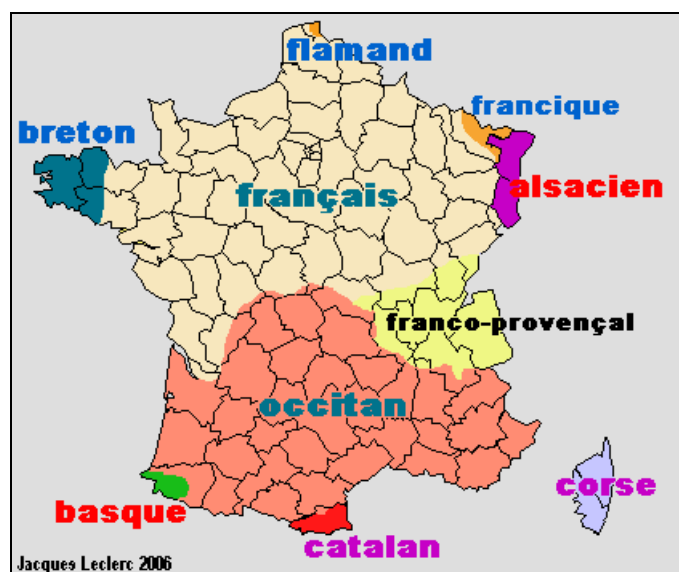 flamand
francique
breton
alsacien
français
franco-provençal
occitan
corse
basque
catalan
Jacques Leclerc 2006